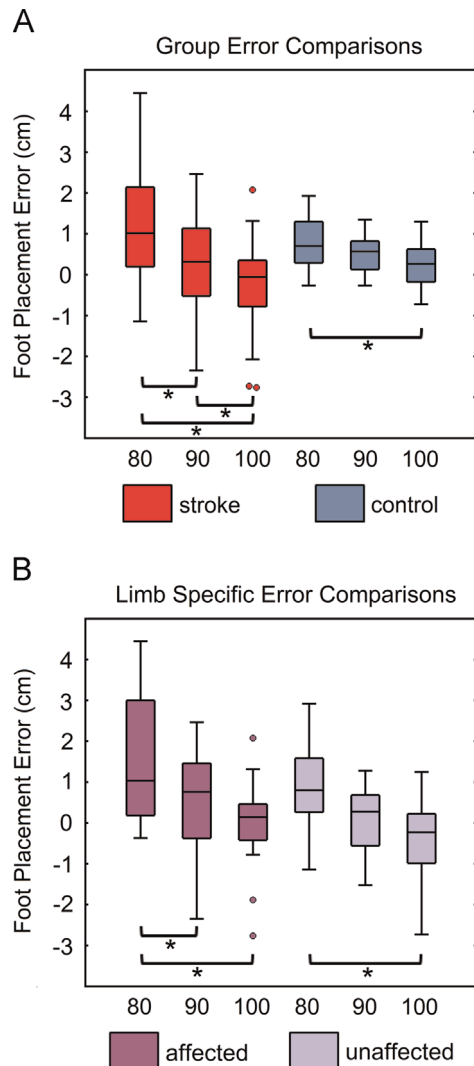 A
Group Error Comparisons
Foot Placement Error (cm)
4
3
2
1
0
-1
-2
-3
*
*
*
*
80 90 100 80 90 100
stroke control
B
Limb Specific Error Comparisons
Foot Placement Error (cm)
4
3
2
1
0
-1
-2
-3
*
*
*
80 90 100 80 90 100
affected unaffected